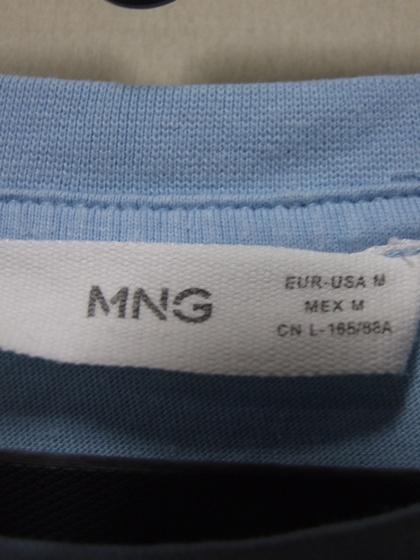 MNG
EUR-USA M
MEX M
CN L-165/88A